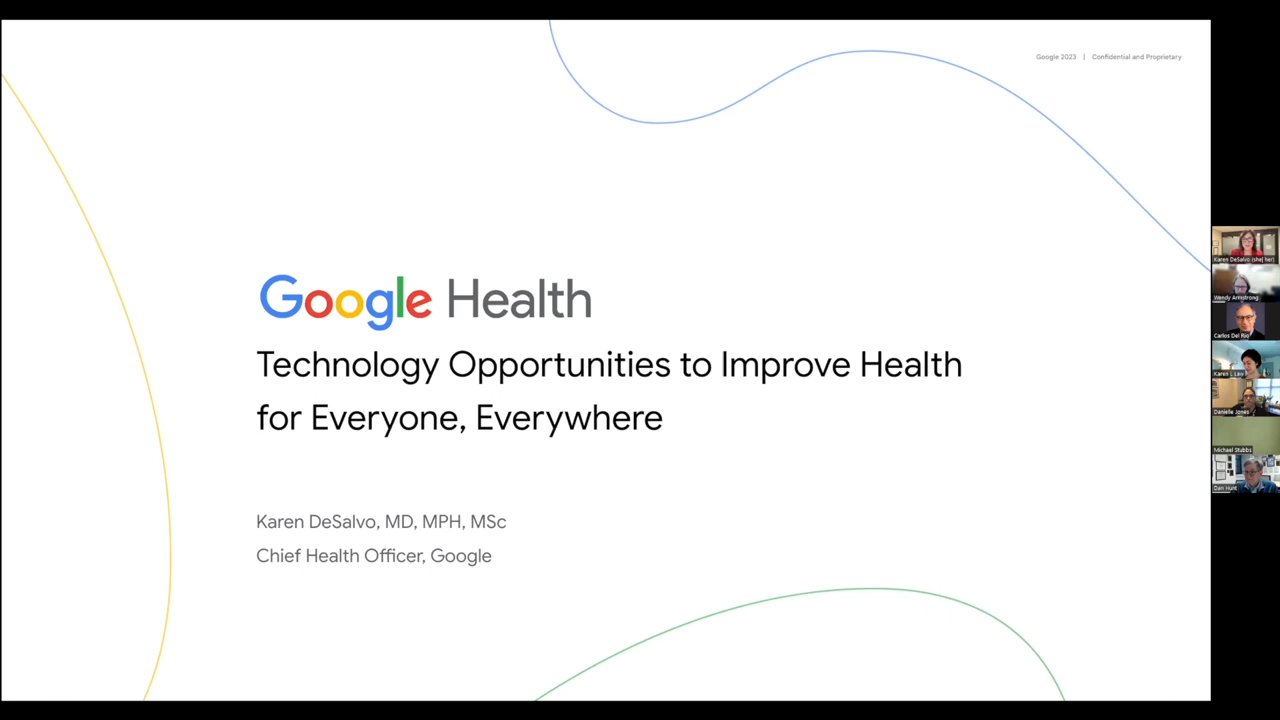 Google 2023 | Confidential and Proprietary
Google Health
Technology Opportunities to Improve Health
for Everyone, Everywhere
Karen DeSalvo, MD, MPH, MSc
Chief Health Officer, Google
Karen DeSalvo (she| her)
Wendy Armstrong
Carlos Del Rio
Karen L Law
Danielle Jones
Michael Stubbs
Dan Hunt